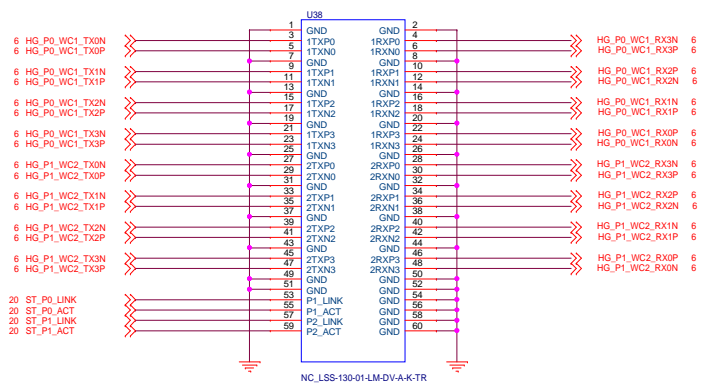 U38
1 GND GND 2
6 HG_P0_WC1_TX0N 3 1TXP0 1RXP0 4 HG_P0_WC1_RX3N 6
6 HG_P0_WC1_TX0P 5 1TXN0 1RXN0 6 HG_P0_WC1_RX3P 6
7 GND GND 8
6 HG_P0_WC1_TX1N 9 1TXP1 1RXP1 10 HG_P0_WC1_RX2P 6
6 HG_P0_WC1_TX1P 11 1TXN1 1RXN1 12 HG_P0_WC1_RX2N 6
13 GND GND 14
6 HG_P0_WC1_TX2N 15 1TXP2 1RXP2 16 HG_P0_WC1_RX1N 6
6 HG_P0_WC1_TX2P 17 1TXN2 1RXN2 18 HG_P0_WC1_RX1P 6
19 GND GND 20
6 HG_P0_WC1_TX3N 21 1TXP3 1RXP3 22 HG_P0_WC1_RX0P 6
6 HG_P0_WC1_TX3P 23 1TXN3 1RXN3 24 HG_P0_WC1_RX0N 6
25 GND GND 26
6 HG_P1_WC2_TX0N 27 2TXP0 2RXP0 28 HG_P1_WC2_RX3N 6
6 HG_P1_WC2_TX0P 29 2TXN0 2RXN0 30 HG_P1_WC2_RX3P 6
31 GND GND 32
6 HG_P1_WC2_TX1N 33 2TXP1 2RXP1 34 HG_P1_WC2_RX2P 6
6 HG_P1_WC2_TX1P 35 2TXN1 2RXN1 36 HG_P1_WC2_RX2N 6
37 GND GND 38
6 HG_P1_WC2_TX2N 39 2TXP2 2RXP2 40 HG_P1_WC2_RX1N 6
6 HG_P1_WC2_TX2P 41 2TXN2 2RXN2 42 HG_P1_WC2_RX1P 6
43 GND GND 44
6 HG_P1_WC2_TX3N 45 2TXP3 2RXP3 46 HG_P1_WC2_RX0P 6
6 HG_P1_WC2_TX3P 47 2TXN3 2RXN3 48 HG_P1_WC2_RX0N 6
49 GND GND 50
51 GND GND 52
20 ST_P0_LINK 53 P1_LINK GND 54
20 ST_P0_ACT 55 P1_ACT GND 56
20 ST_P1_LINK 57 P2_LINK GND 58
20 ST_P1_ACT 59 P2_ACT GND 60
NC_LSS-130-01-LM-DV-A-K-TR